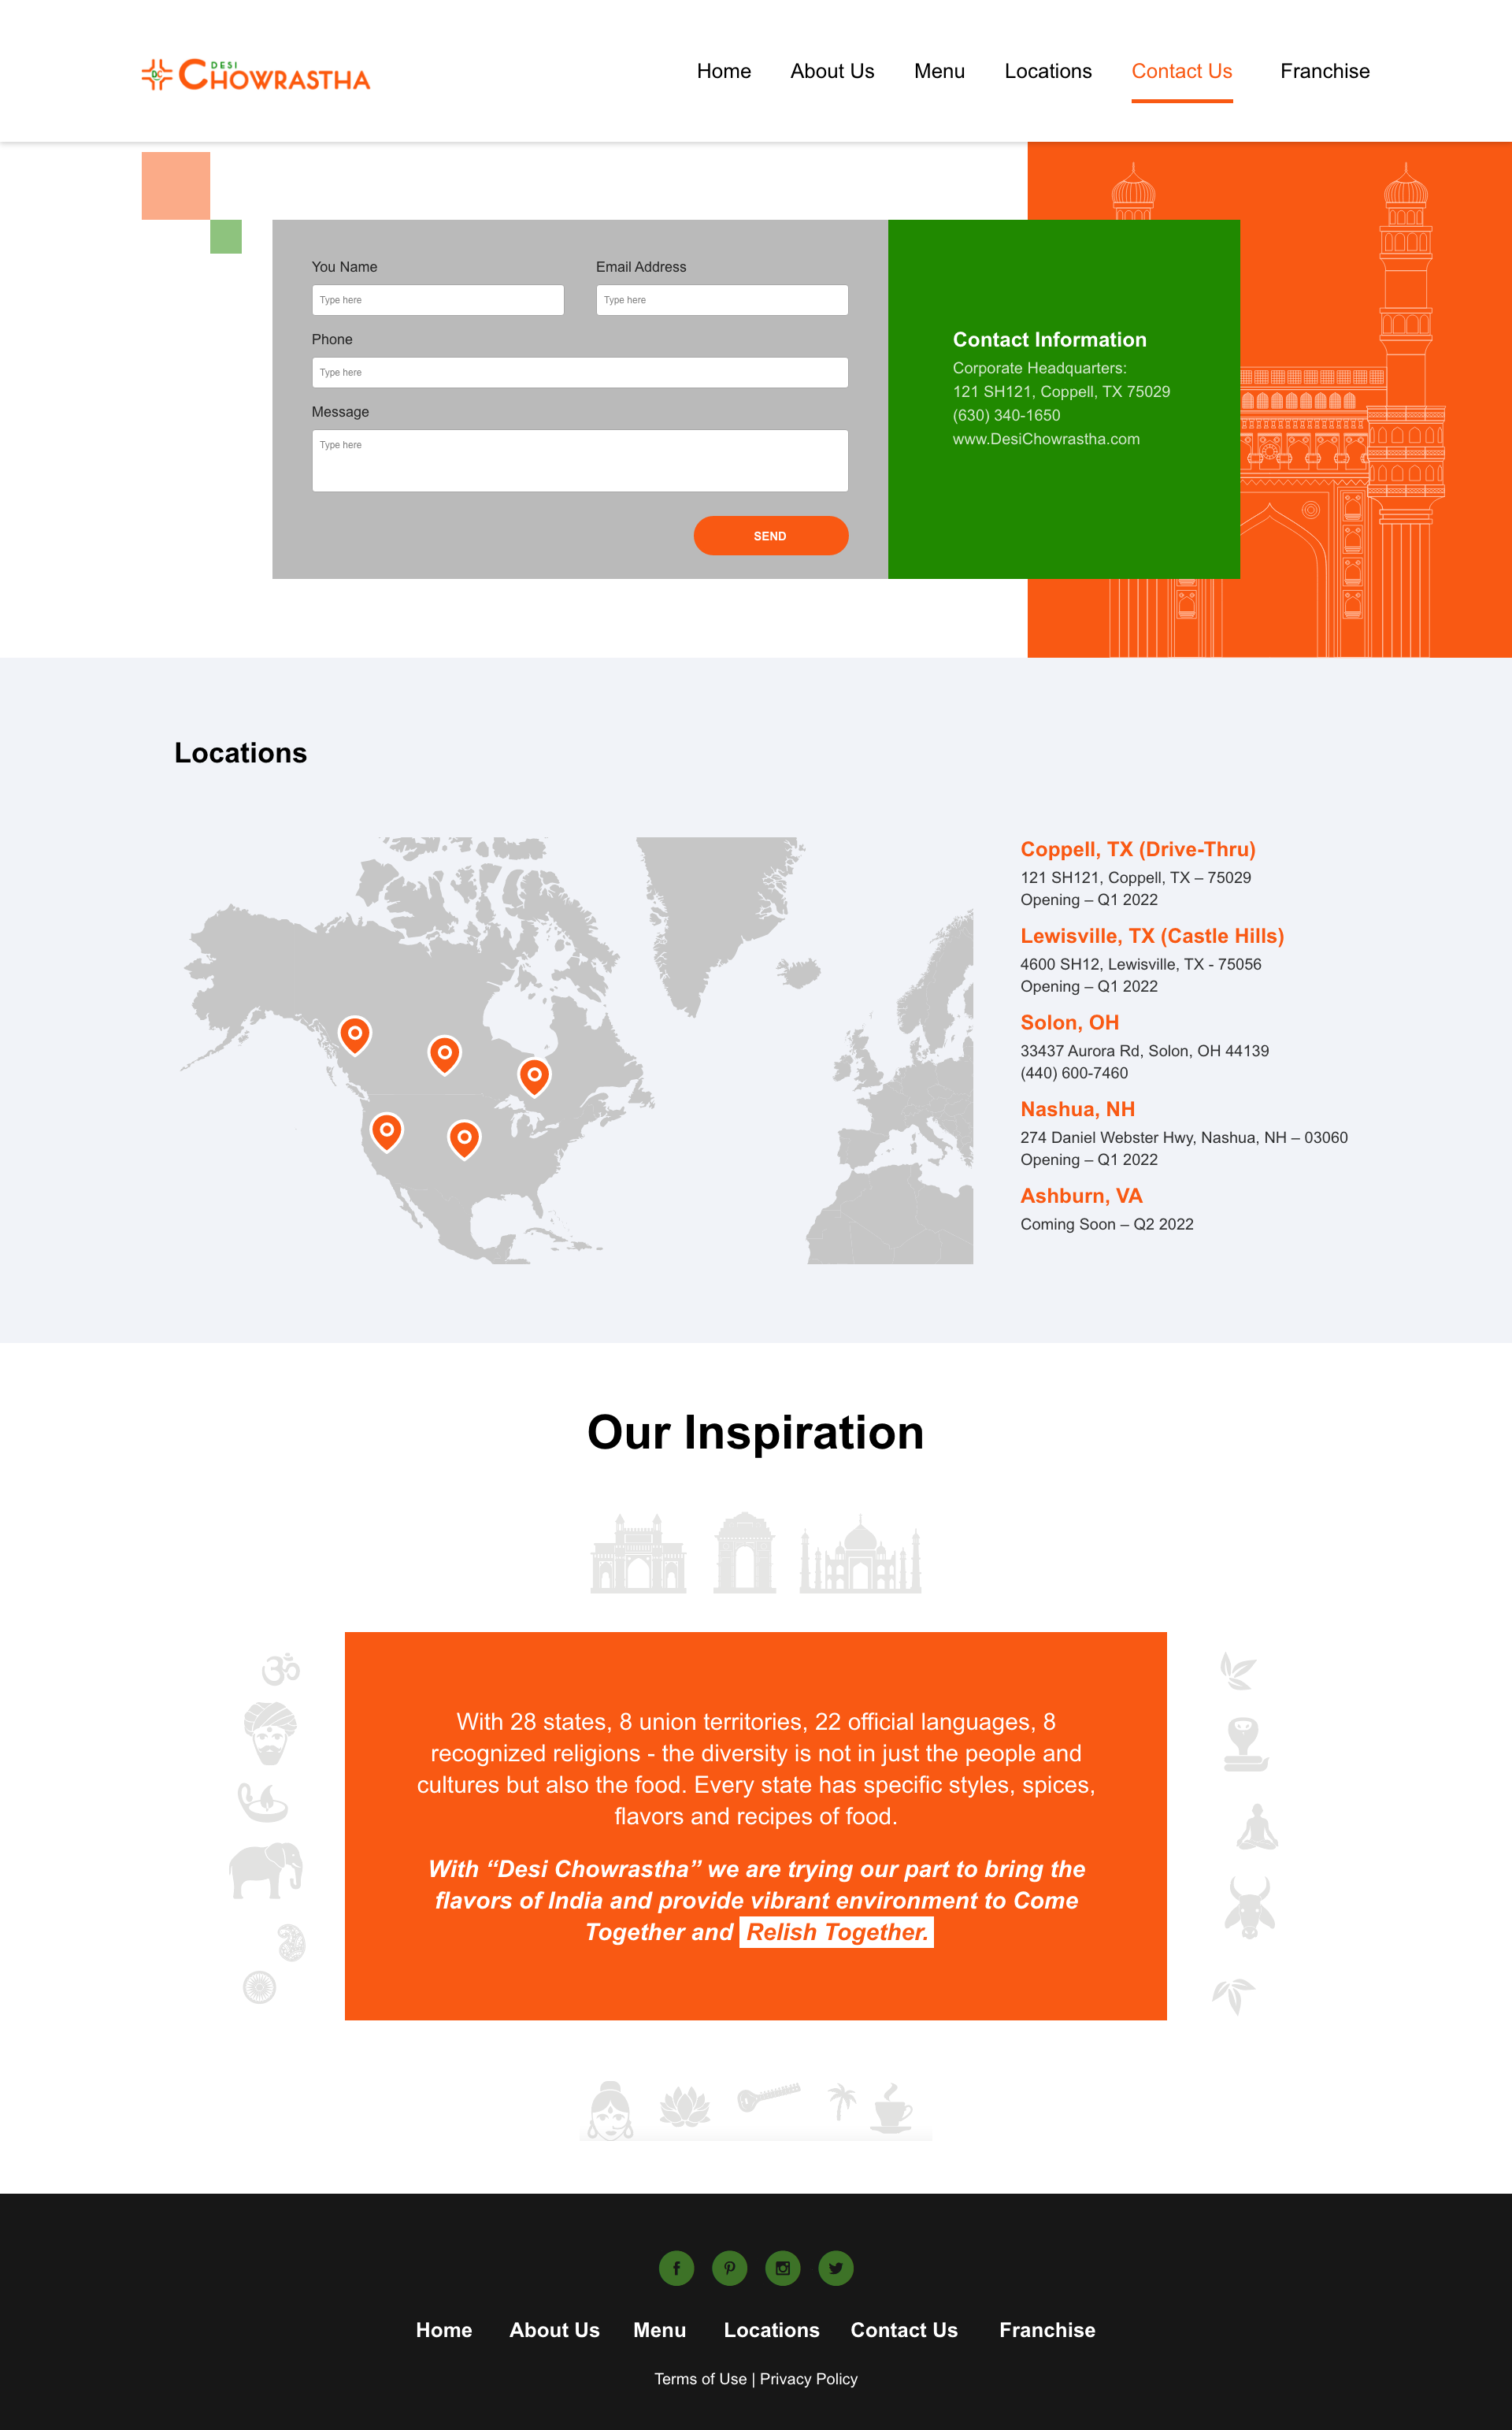 DESI
DC CHOWRASTHA
Home About Us Menu Locations Contact Us Franchise
You Name Email Address
Type here Type here
Phone
Type here
Message
Type here
SEND
Contact Information
Corporate Headquarters:
121 SH121, Coppell, TX 75029
(630) 340-1650
www.DesiChowrastha.com
Locations
Coppell, TX (Drive-Thru)
121 SH121, Coppell, TX – 75029
Opening – Q1 2022
Lewisville, TX (Castle Hills)
4600 SH12, Lewisville, TX - 75056
Opening – Q1 2022
Solon, OH
33437 Aurora Rd, Solon, OH 44139
(440) 600-7460
Nashua, NH
274 Daniel Webster Hwy, Nashua, NH – 03060
Opening – Q1 2022
Ashburn, VA
Coming Soon – Q2 2022
Our Inspiration
ॐ
With 28 states, 8 union territories, 22 official languages, 8
recognized religions - the diversity is not in just the people and
cultures but also the food. Every state has specific styles, spices,
flavors and recipes of food.
With “Desi Chowrastha” we are trying our part to bring the
flavors of India and provide vibrant environment to Come
Together and Relish Together.
Home About Us Menu Locations Contact Us Franchise
Terms of Use | Privacy Policy